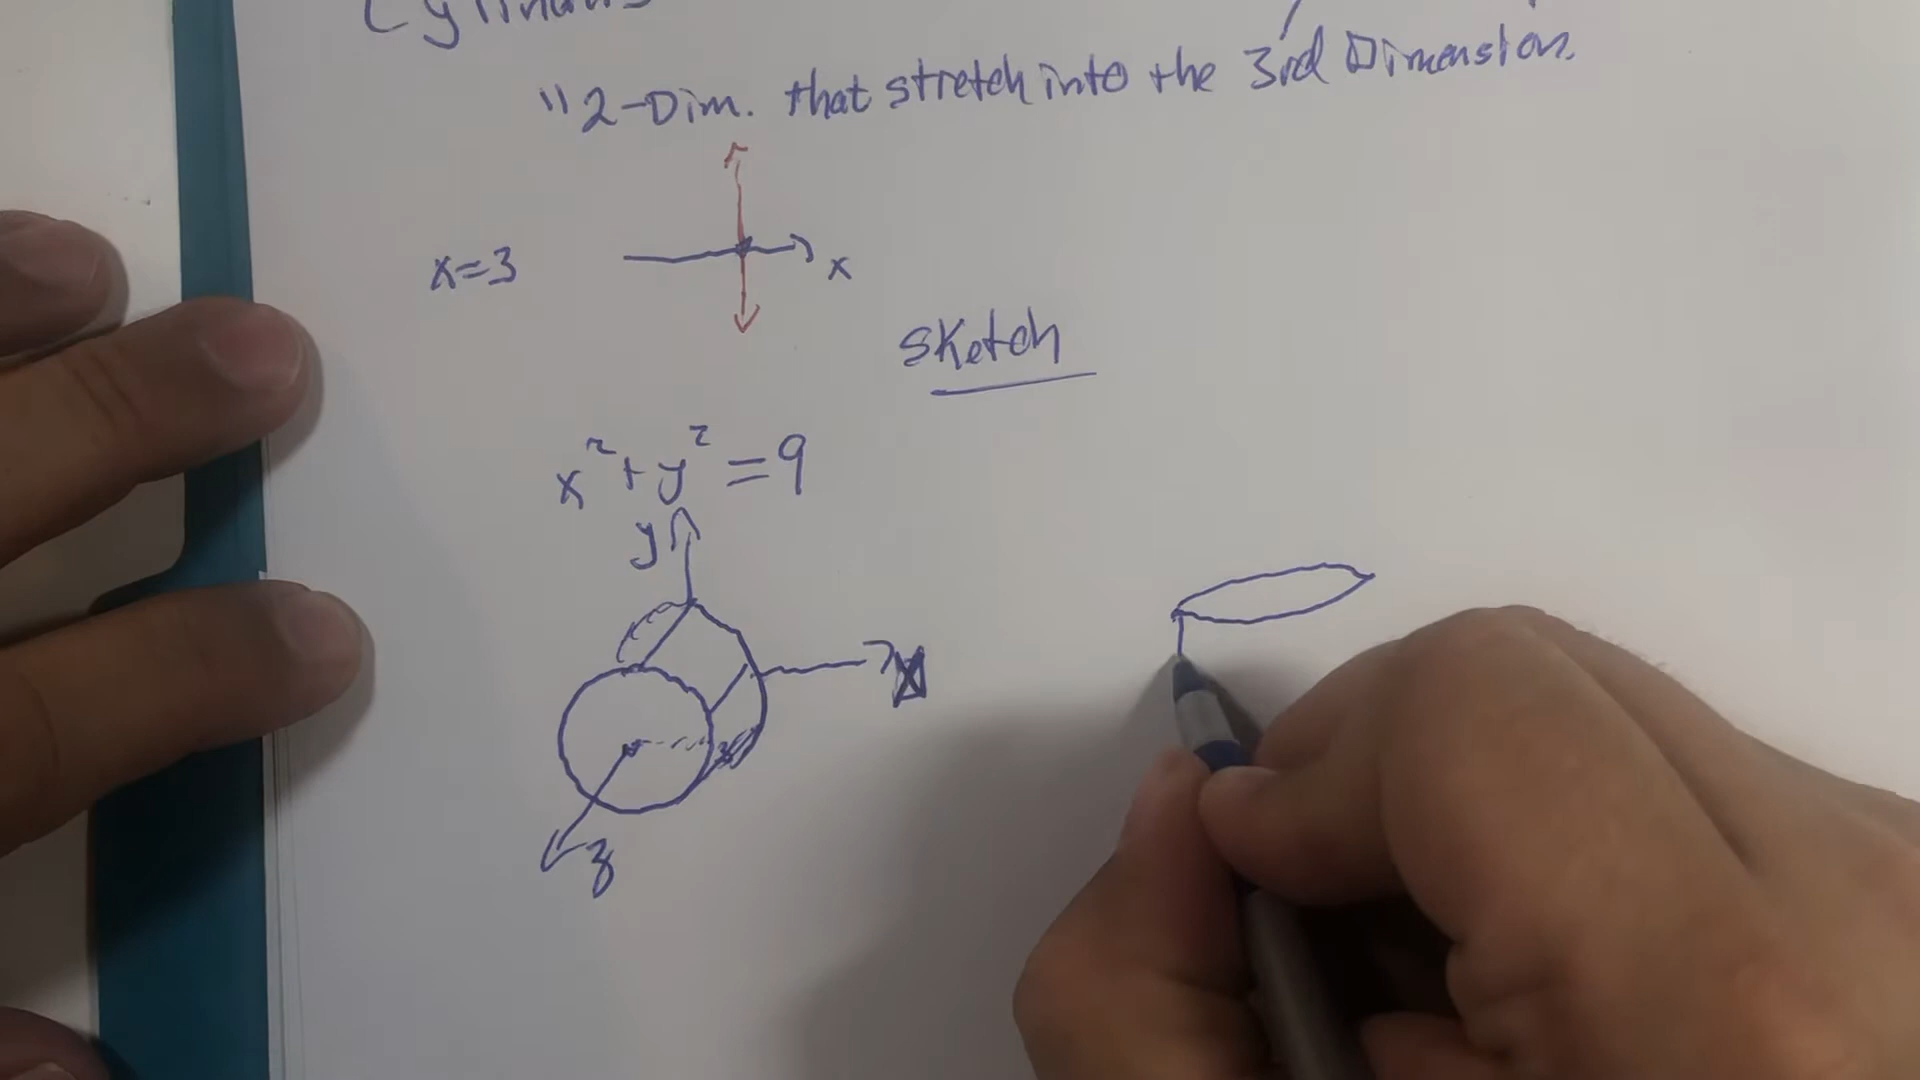 "2-Dim. that stretch into the 3rd Dimension.
x=3
x
sketch
x² + y² = 9
y
x
z